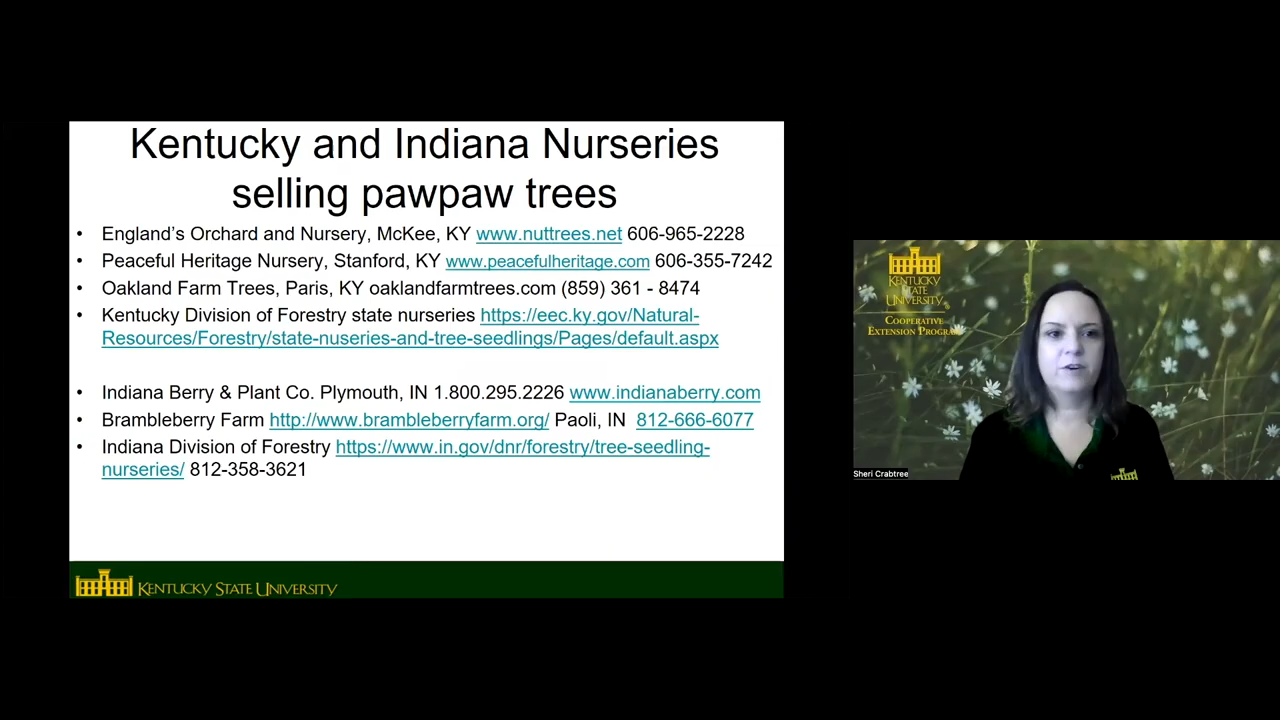 Kentucky and Indiana Nurseries
selling pawpaw trees
• England’s Orchard and Nursery, McKee, KY www.nuttrees.net 606-965-2228
• Peaceful Heritage Nursery, Stanford, KY www.peacefulheritage.com 606-355-7242
• Oakland Farm Trees, Paris, KY oaklandfarmtrees.com (859) 361 - 8474
• Kentucky Division of Forestry state nurseries https://eec.ky.gov/Natural-
Resources/Forestry/state-nuseries-and-tree-seedlings/Pages/default.aspx
• Indiana Berry & Plant Co. Plymouth, IN 1.800.295.2226 www.indianaberry.com
• Brambleberry Farm http://www.brambleberryfarm.org/ Paoli, IN 812-666-6077
• Indiana Division of Forestry https://www.in.gov/dnr/forestry/tree-seedling-
nurseries/ 812-358-3621
KENTUCKY STATE UNIVERSITY
KENTUCKY
STATE
UNIVERSITY
COOPERATIVE
EXTENSION PROGRAM
Sheri Crabtree